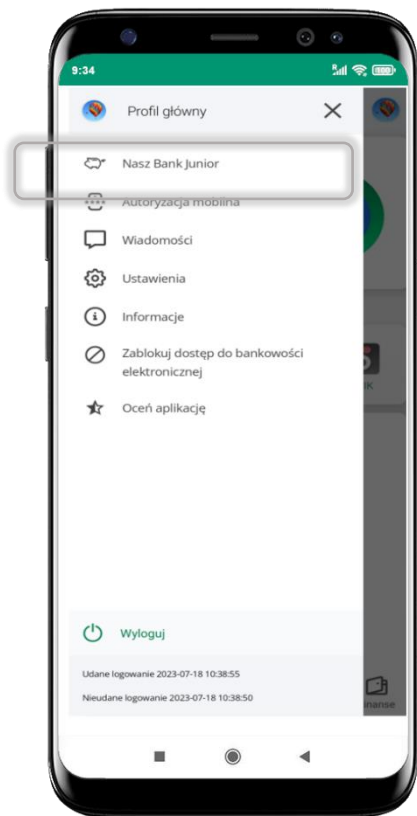 9:34
Profil główny
Nasz Bank Junior
Autoryzacja mobilna
Wiadomości
Ustawienia
Informacje
Zablokuj dostęp do bankowości
elektronicznej
Oceń aplikację
Wyloguj
Udane logowanie 2023-07-18 10:38:55
Nieudane logowanie 2023-07-18 10:38:50